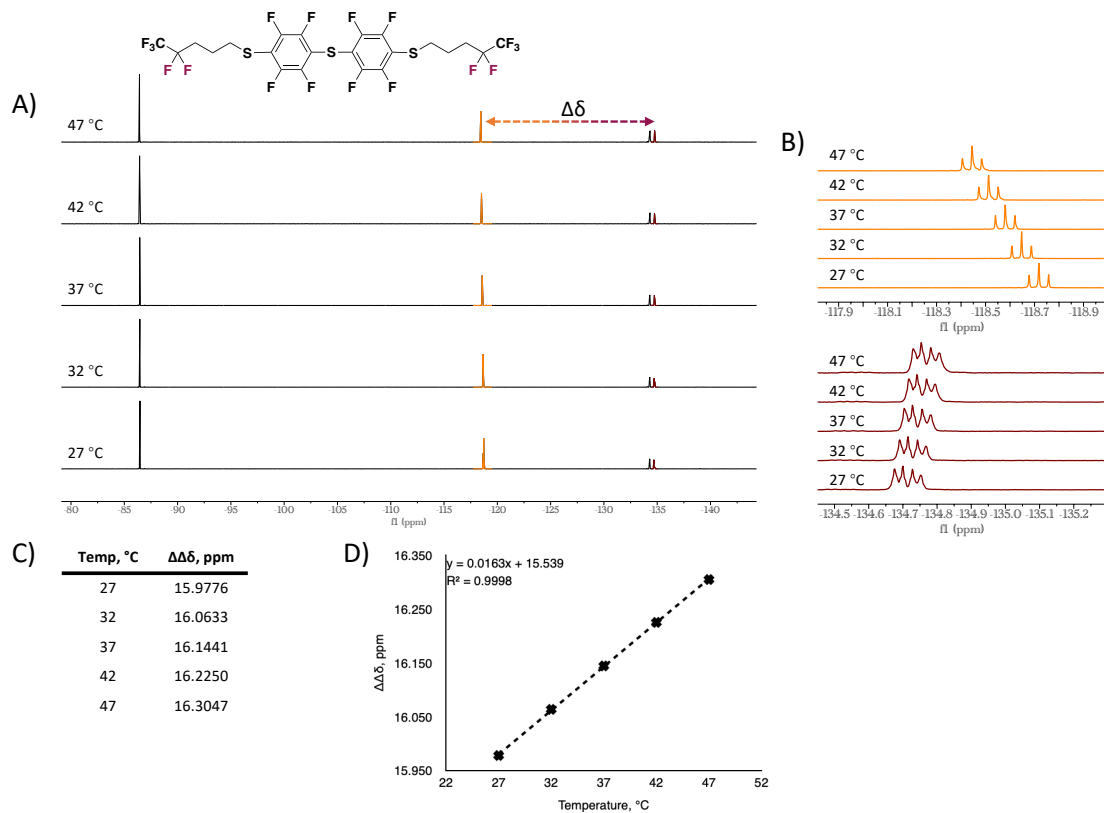 F F F F
F₃C S S S CF₃
F F F F F F F F
A)
Δδ
47 °C
42 °C
37 °C
32 °C
27 °C
-80 -85 -90 -95 -100 -105 -110 -115 -120 -125 -130 -135 -140
f1 (ppm)
B)
47 °C
42 °C
37 °C
32 °C
27 °C
-117.9 -118.1 -118.3 -118.5 -118.7 -118.9
f1 (ppm)
47 °C
42 °C
37 °C
32 °C
27 °C
-134.5 -134.6 -134.7 -134.8 -134.9 -135.0 -135.1 -135.2
f1 (ppm)
C)
Temp, °C ΔΔδ, ppm
27 15.9776
32 16.0633
37 16.1441
42 16.2250
47 16.3047
D)
y = 0.0163x + 15.539
R² = 0.9998
ΔΔδ, ppm
16.350
16.250
16.150
16.050
15.950
22 27 32 37 42 47 52
Temperature, °C